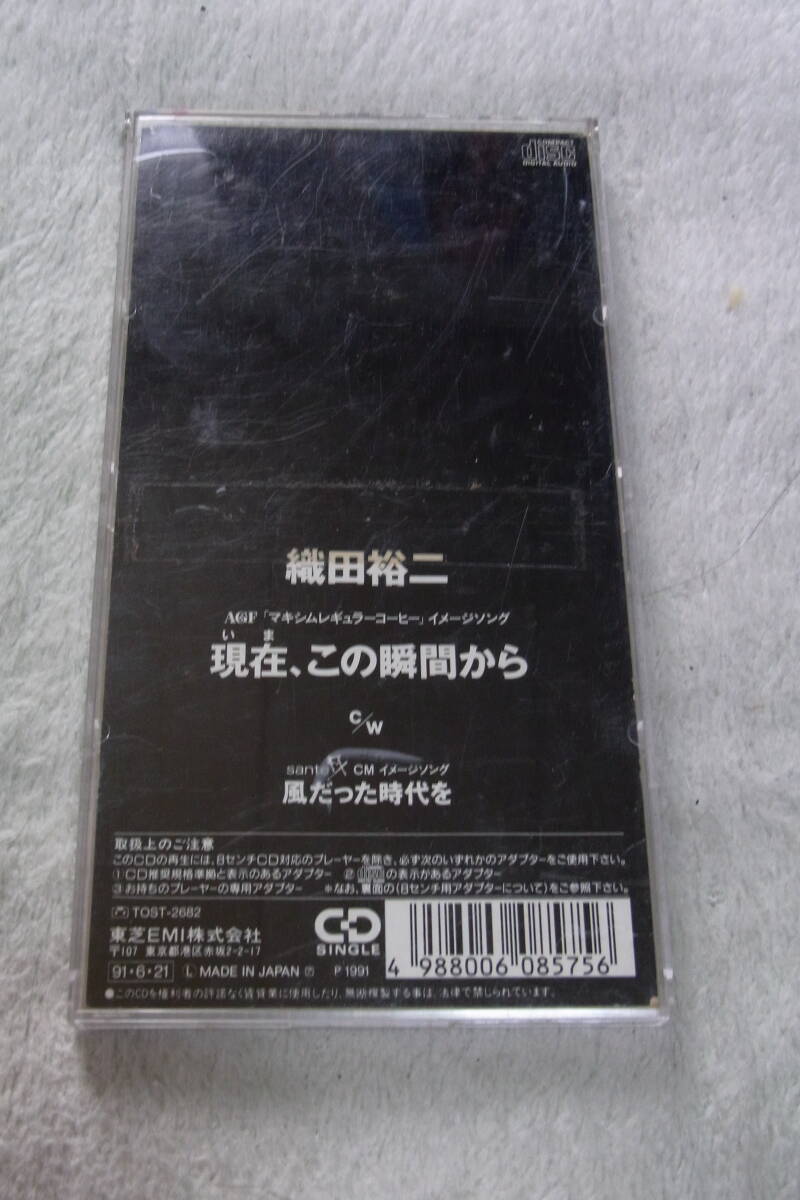 COMPACT
disc
DIGITAL AUDIO
織田裕二
AGF「マキシムレギュラーコーヒー」イメージソング
いま
現在、この瞬間から
C/W
santeFX CM イメージソング
風だった時代を
取扱上のご注意
このCDの再生には、8センチCD対応のプレーヤーを除き、必ず次のいずれかのアダプターをご使用下さい。
①CD推奨規格準拠と表示のあるアダプター ②discの表示があるアダプター
③お持ちのプレーヤーの専用アダプター ＊なお、裏面の(8センチ用アダプターについて)をご参照下さい。
TOST-2682
東芝EMI株式会社
〒107 東京都港区赤坂2-2-17
91・6・21 L MADE IN JAPAN Ⓟ P 1991
CD SINGLE
4 988006 085756
●このCDを権利者の許諾なく賃貸業に使用したり、無断複製する事は、法律で禁じられています。